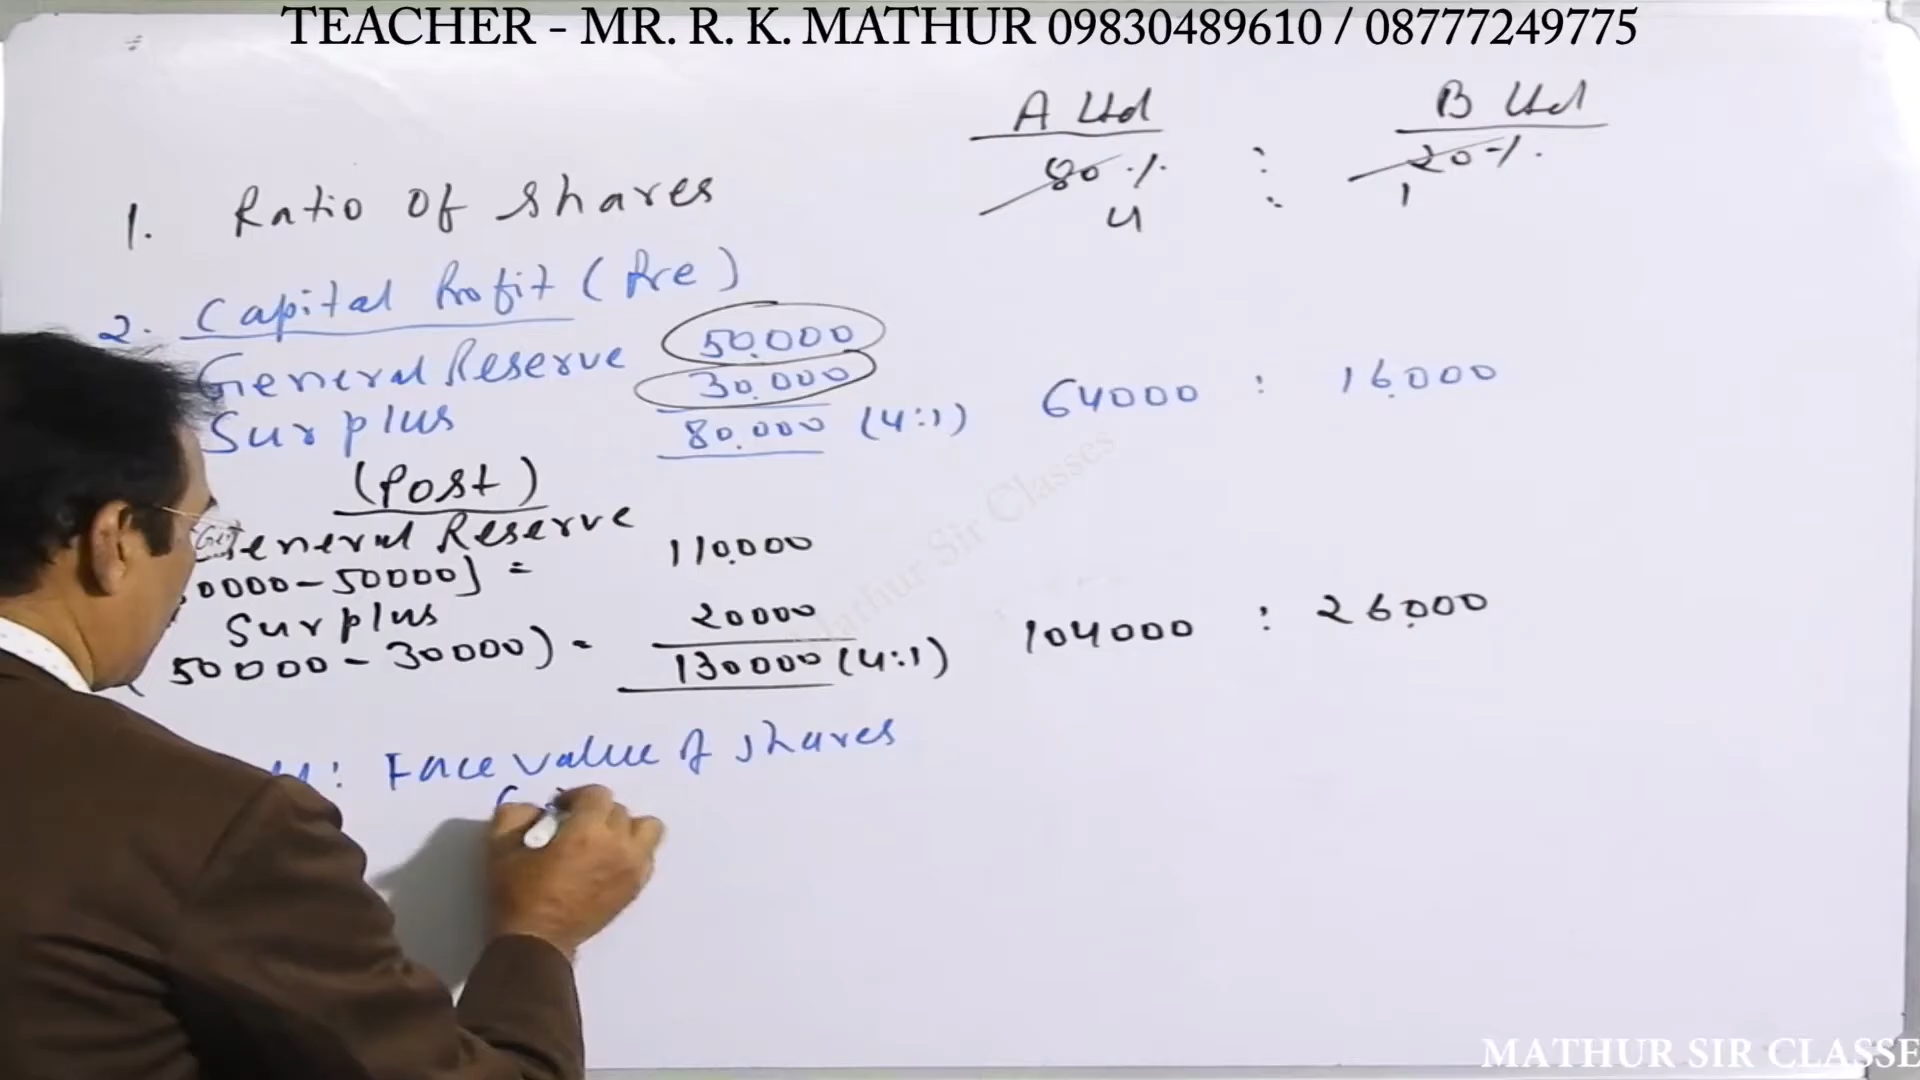 TEACHER - MR. R. K. MATHUR 09830489610 / 08777249775
A Ltd B Ltd
80% : 20%
4 1
1. Ratio of shares
2. Capital Profit (Pre)
General Reserve 50,000
Surplus 30,000
80,000 (4:1) 64000 : 16,000
(Post)
General Reserve
0000-50000] = 110,000
Surplus 20000
(50000-30000) = 130000 (4:1) 104000 : 26,000
: Face value of shares
Mathur Sir Classes
MATHUR SIR CLASSE